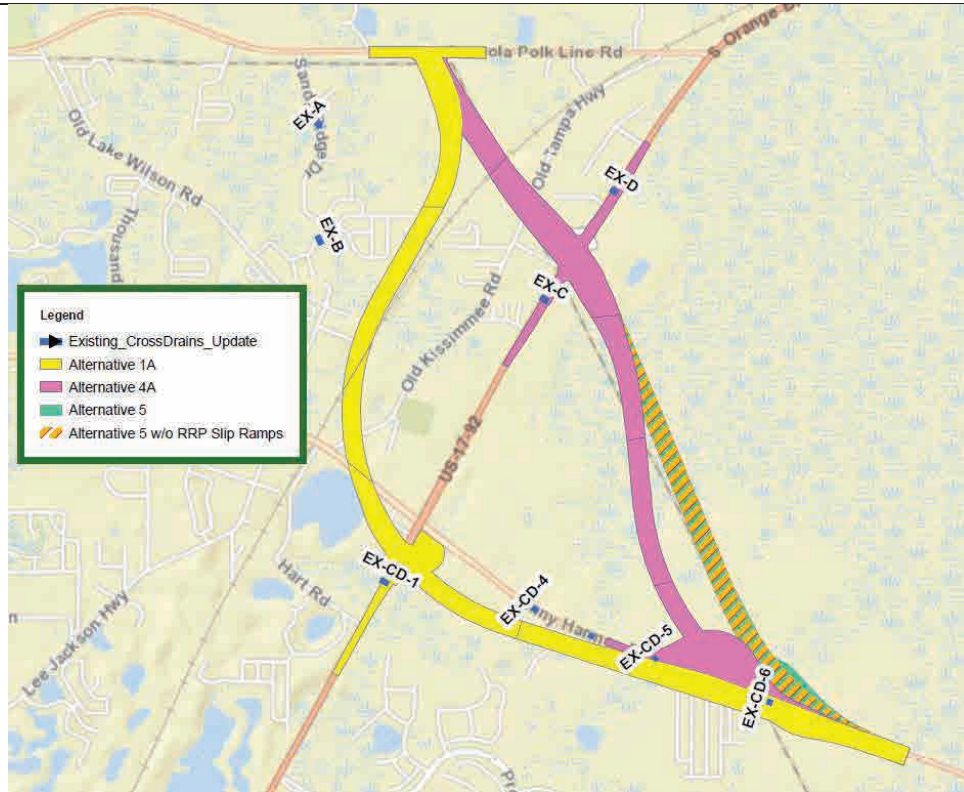 ola Polk Line Rd
S Orange B
Sand
dge Dr
EX-A
Old Lake Wilson Rd
Old Tampa Hwy
EX-D
Thousand
EX-B
EX-C
Old Kissimmee Rd
US-17-92
Legend
Existing_CrossDrains_Update
Alternative 1A
Alternative 4A
Alternative 5
Alternative 5 w/o RRP Slip Ramps
EX-CD-1
Hart Rd
EX-CD-4
EX-CD-5
EX-CD-6
Lee-Jackson Hwy
n